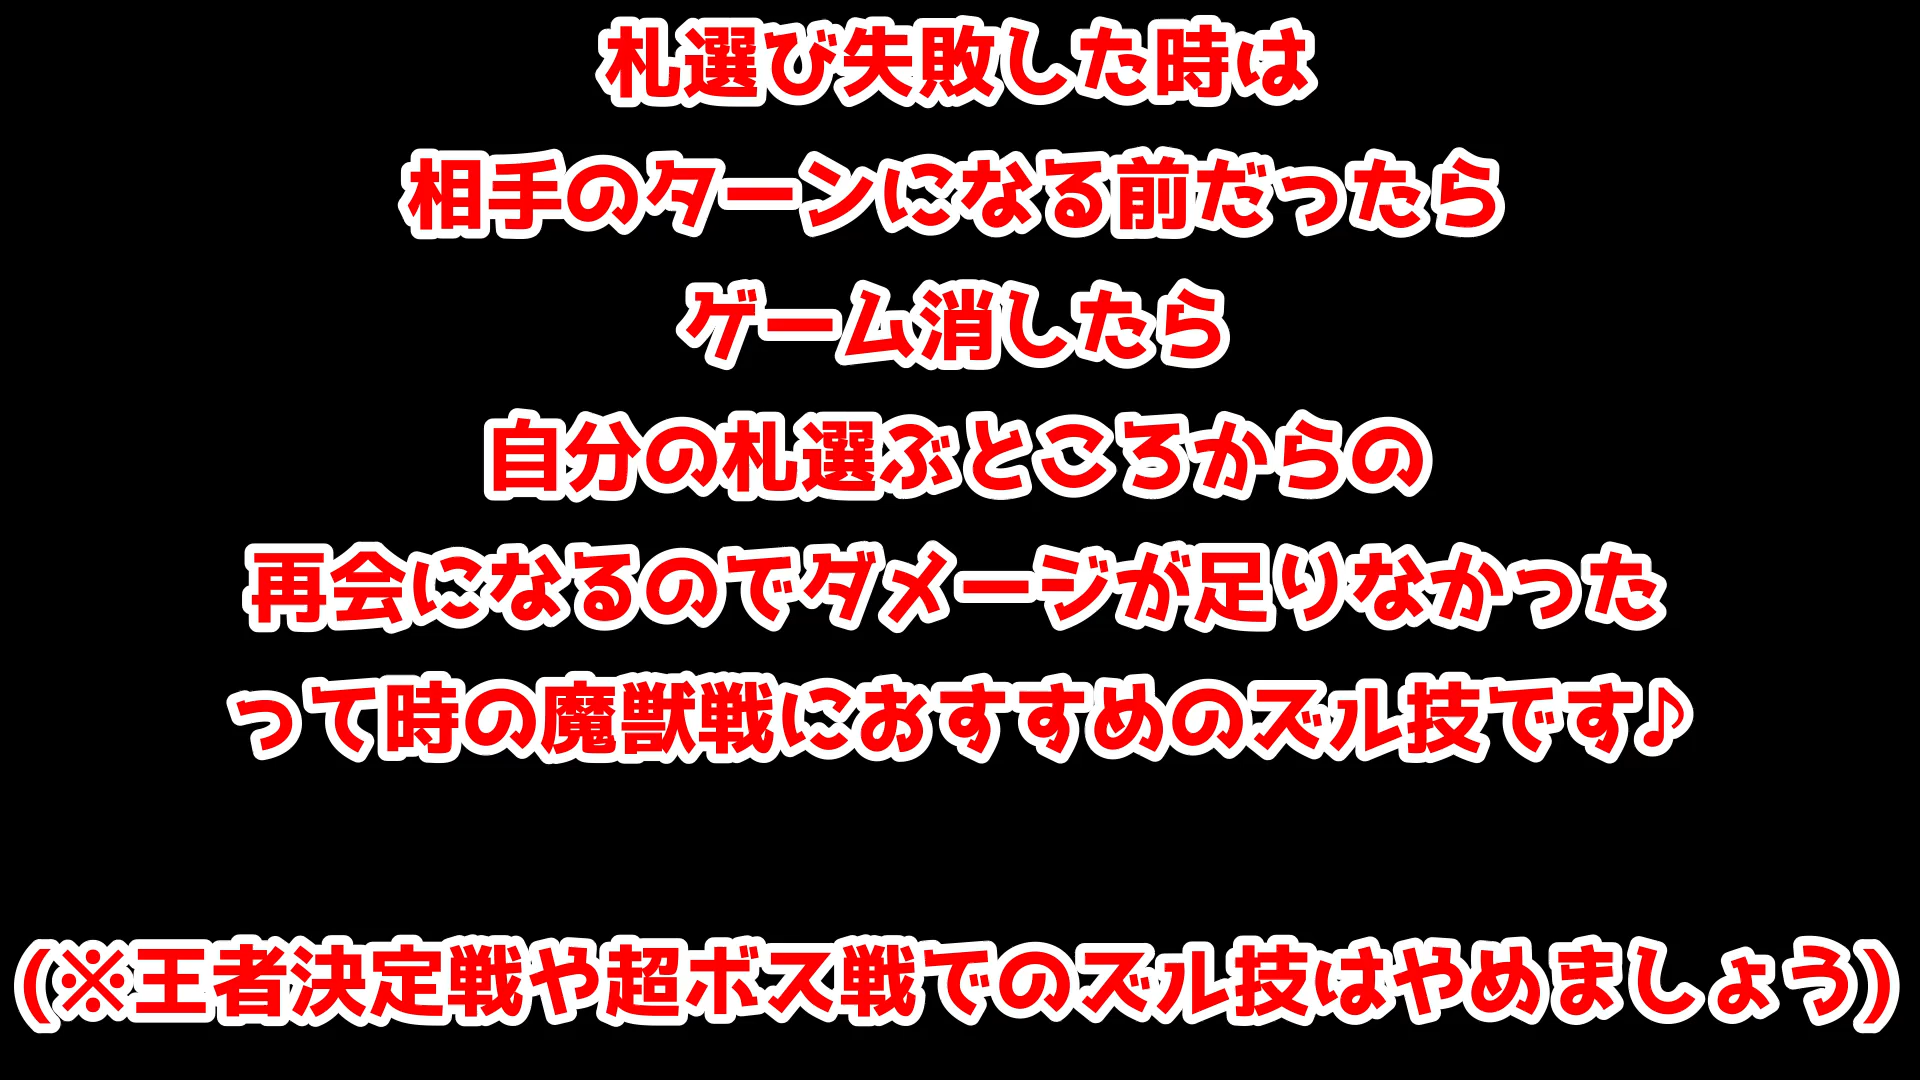 札選び失敗した時は
相手のターンになる前だったら
ゲーム消したら
自分の札選ぶところからの
再会になるのでダメージが足りなかった
って時の魔獣戦におすすめのズル技です♪
(※王者決定戦や超ボス戦でのズル技はやめましょう)